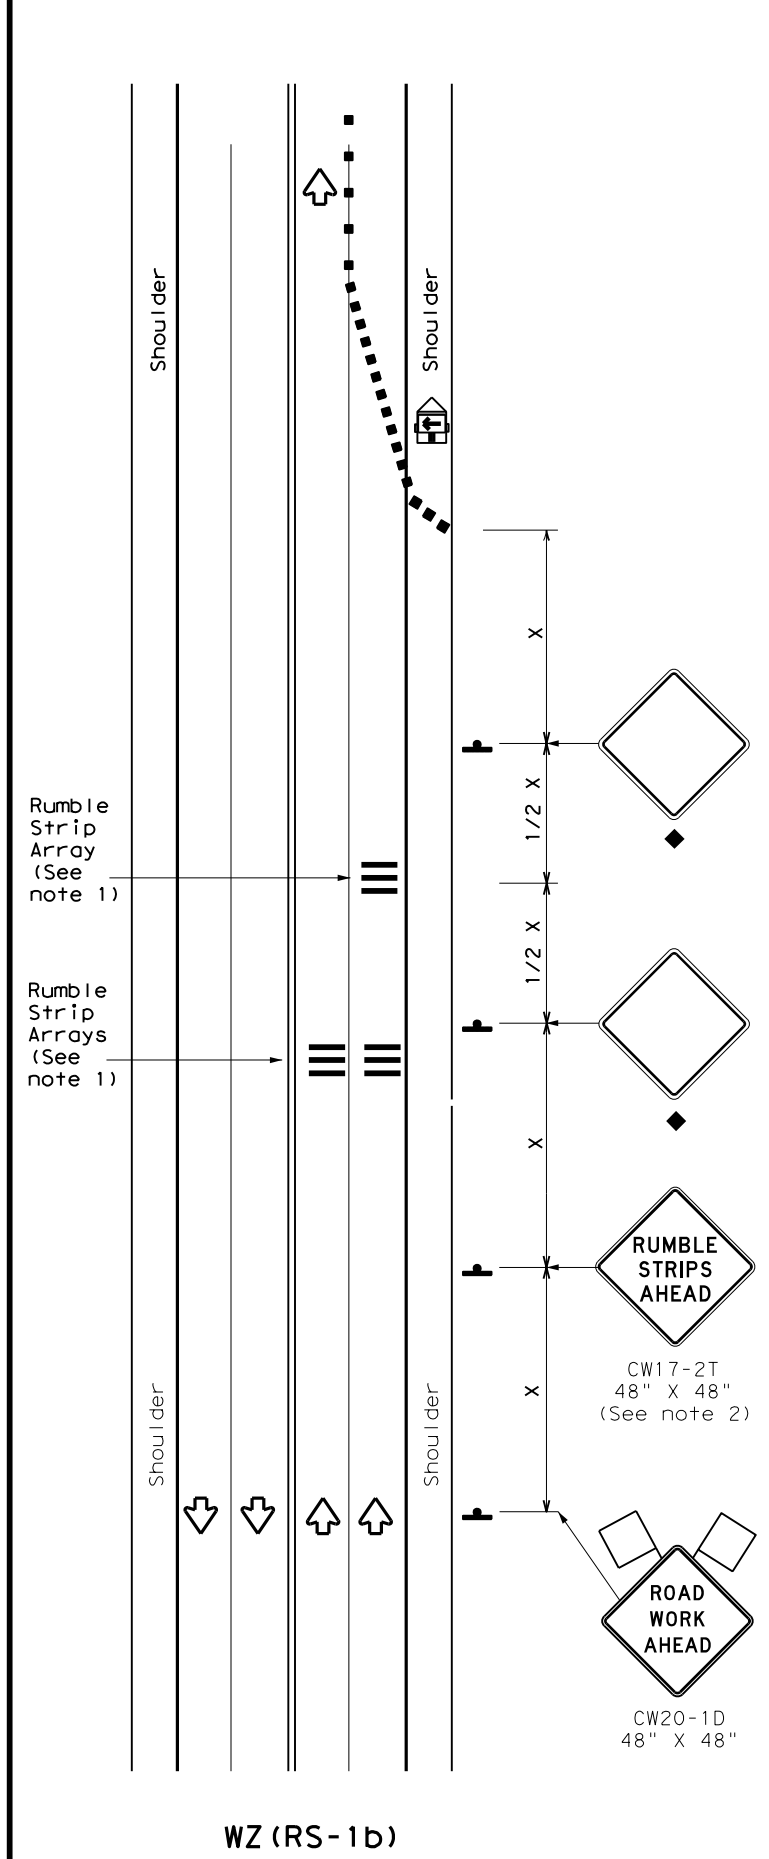 Shoulder
Shoulder
X
1/2 X
Rumble
Strip
Array
(See
note 1)
1/2 X
Rumble
Strip
Arrays
(See
note 1)
X
RUMBLE
STRIPS
AHEAD
CW17-2T
48" X 48"
(See note 2)
X
Shoulder
Shoulder
ROAD
WORK
AHEAD
CW20-1D
48" X 48"
WZ(RS-1b)